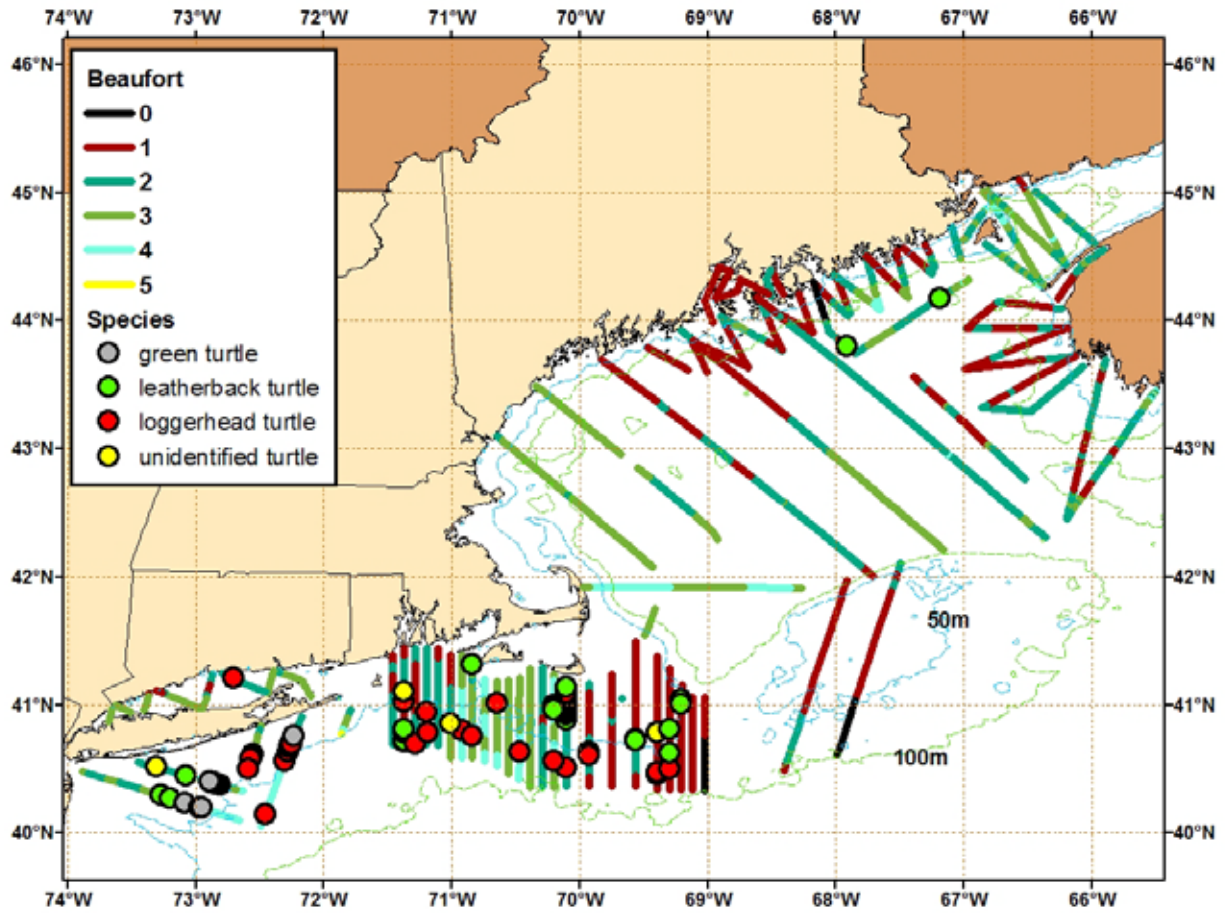 74°W 73°W 72°W 71°W 70°W 69°W 68°W 67°W 66°W
46°N 46°N
Beaufort
0
1
2
3
4
5
Species
green turtle
leatherback turtle
loggerhead turtle
unidentified turtle
45°N 45°N
44°N 44°N
43°N 43°N
42°N 42°N
50m
41°N 41°N
100m
40°N 40°N
74°W 73°W 72°W 71°W 70°W 69°W 68°W 67°W 66°W